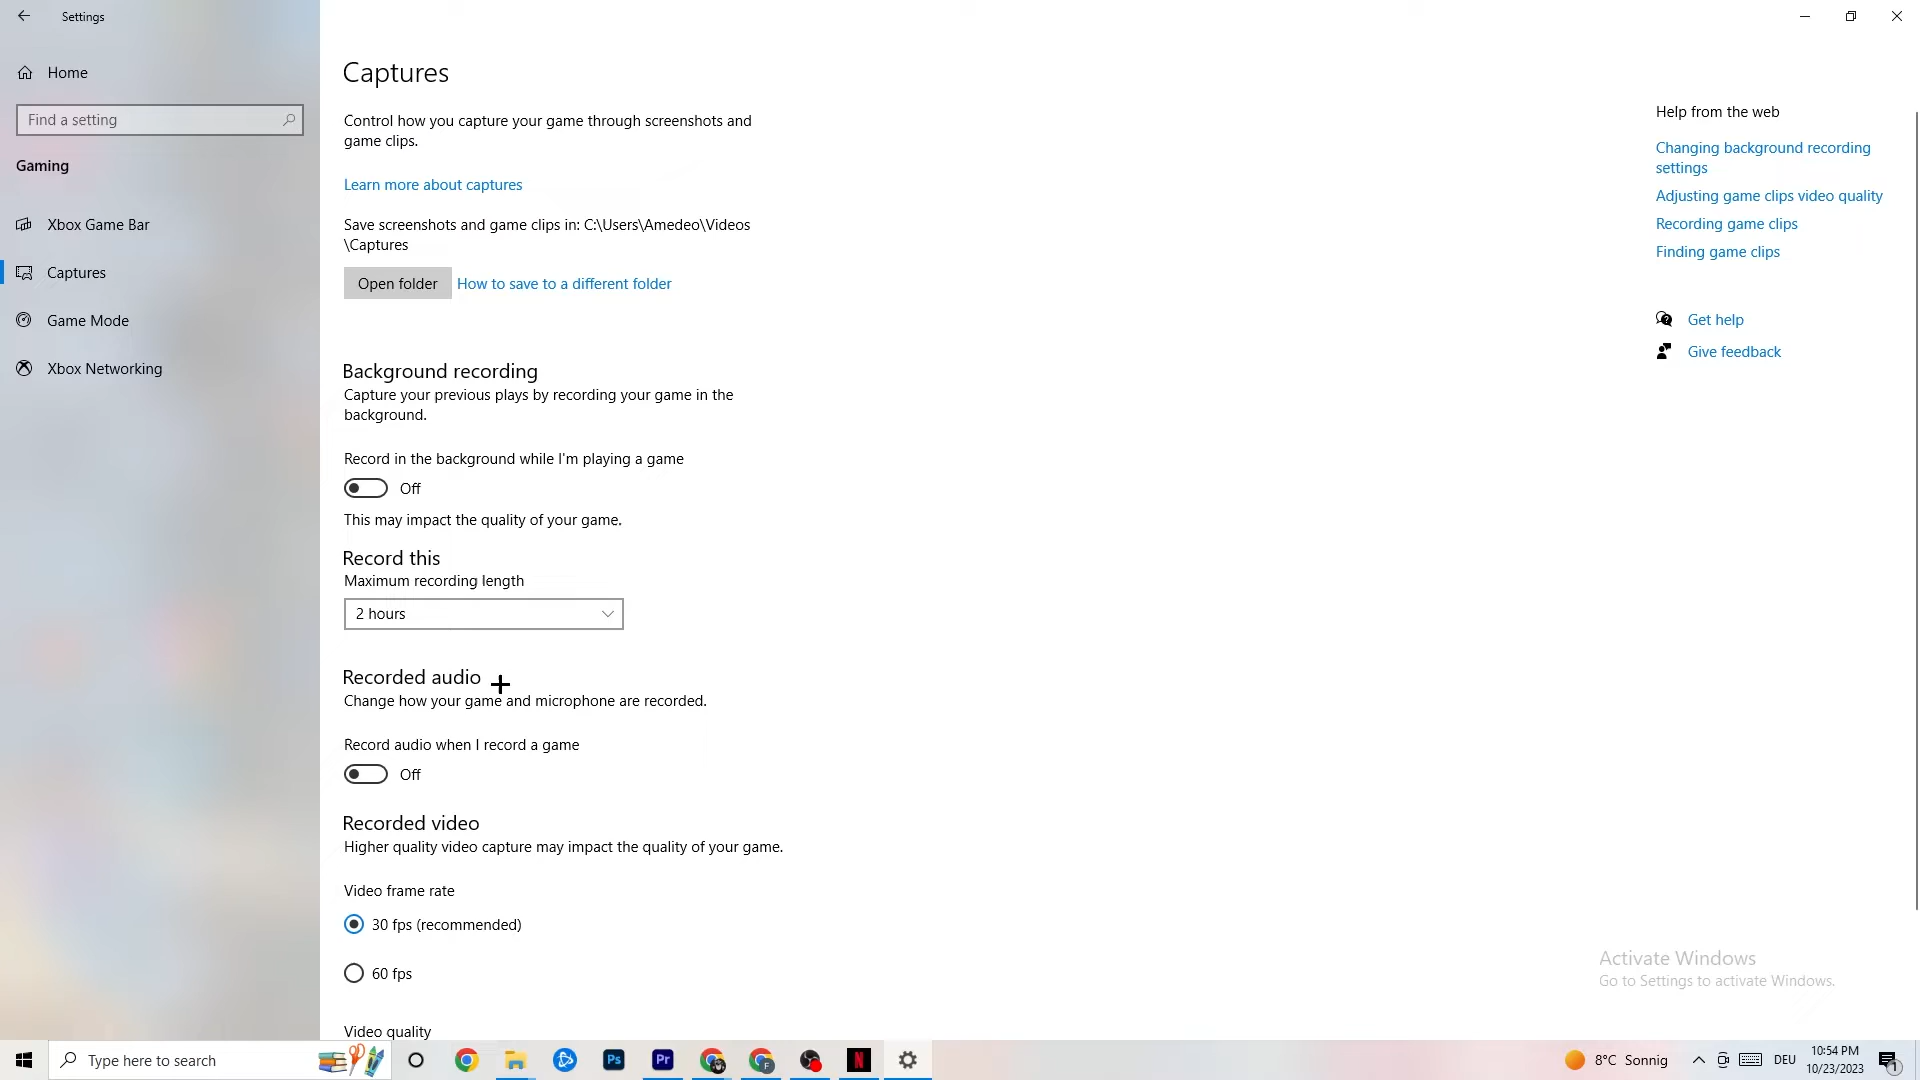 Settings
Home
Find a setting
Gaming
Xbox Game Bar
Captures
Game Mode
Xbox Networking
Captures
Control how you capture your game through screenshots and
game clips.
Learn more about captures
Save screenshots and game clips in: C:\Users\Amedeo\Videos
\Captures
Open folder
How to save to a different folder
Background recording
Capture your previous plays by recording your game in the
background.
Record in the background while I'm playing a game
Off
This may impact the quality of your game.
Record this
Maximum recording length
2 hours
Recorded audio
Change how your game and microphone are recorded.
Record audio when I record a game
Off
Recorded video
Higher quality video capture may impact the quality of your game.
Video frame rate
30 fps (recommended)
60 fps
Video quality
Help from the web
Changing background recording
settings
Adjusting game clips video quality
Recording game clips
Finding game clips
Get help
Give feedback
Activate Windows
Go to Settings to activate Windows.
Type here to search
Ps
Pr
F
N
8°C Sonnig
DEU
10:54 PM
10/23/2023
1